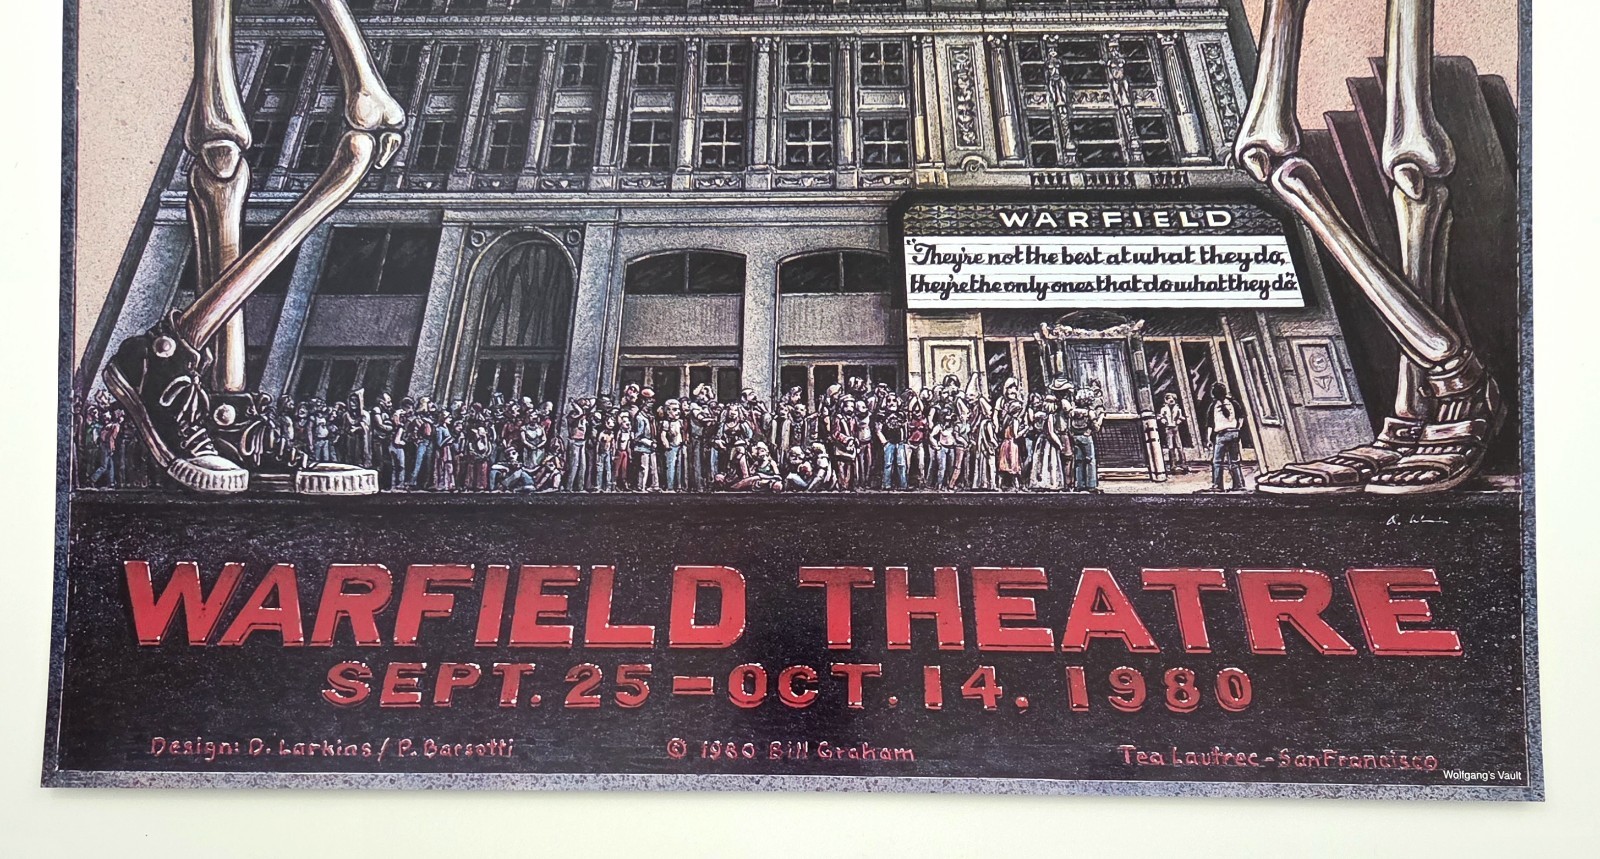 WARFIELD
"They're not the best at what they do,
they're the only ones that do what they do."
WARFIELD THEATRE
SEPT. 25-OCT. 14. 1980
Design: D. Larkins / P. Barsotti
© 1980 Bill Graham
Tea Lautrec-San Francisco
Wolfgang's Vault